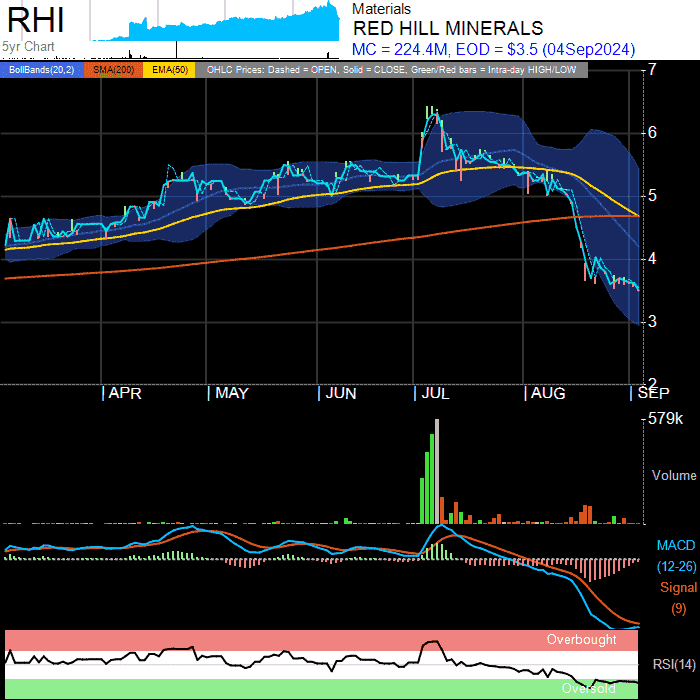 RHI
5yr Chart
Materials
RED HILL MINERALS
MC = 224.4M, EOD = $3.5 (04Sep2024)
BollBands(20,2) SMA(200) EMA(50) OHLC Prices: Dashed = OPEN, Solid = CLOSE, Green/Red bars = Intra-day HIGH/LOW
7
6
5
4
3
2
APR MAY JUN JUL AUG SEP
579k
Volume
MACD
(12-26)
Signal
(9)
Overbought
RSI(14)
Oversold